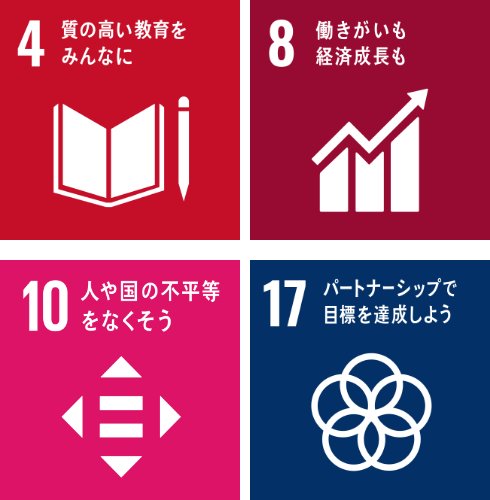 4 質の高い教育を
みんなに
8 働きがいも
経済成長も
10 人や国の不平等
をなくそう
17 パートナーシップで
目標を達成しよう